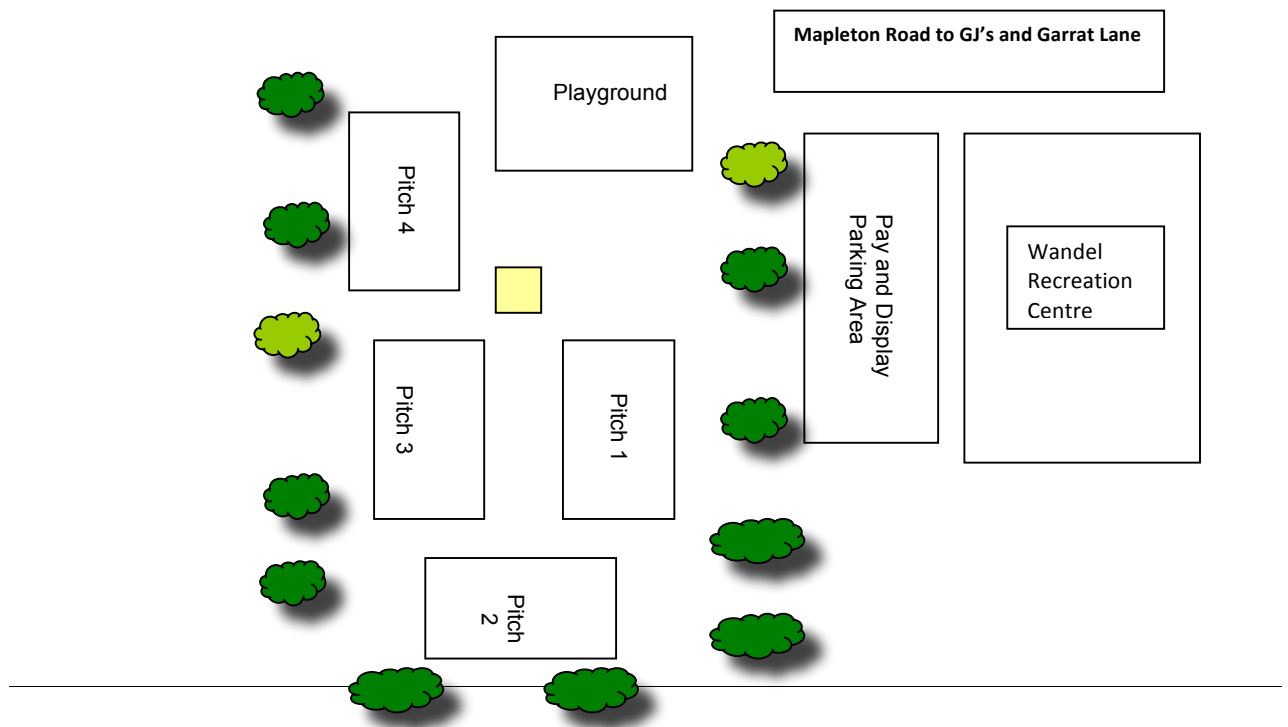 Mapleton Road to GJ's and Garrat Lane
Playground
Pitch 4
Pay and Display
Parking Area
Wandel
Recreation
Centre
Pitch 3
Pitch 1
Pitch
2